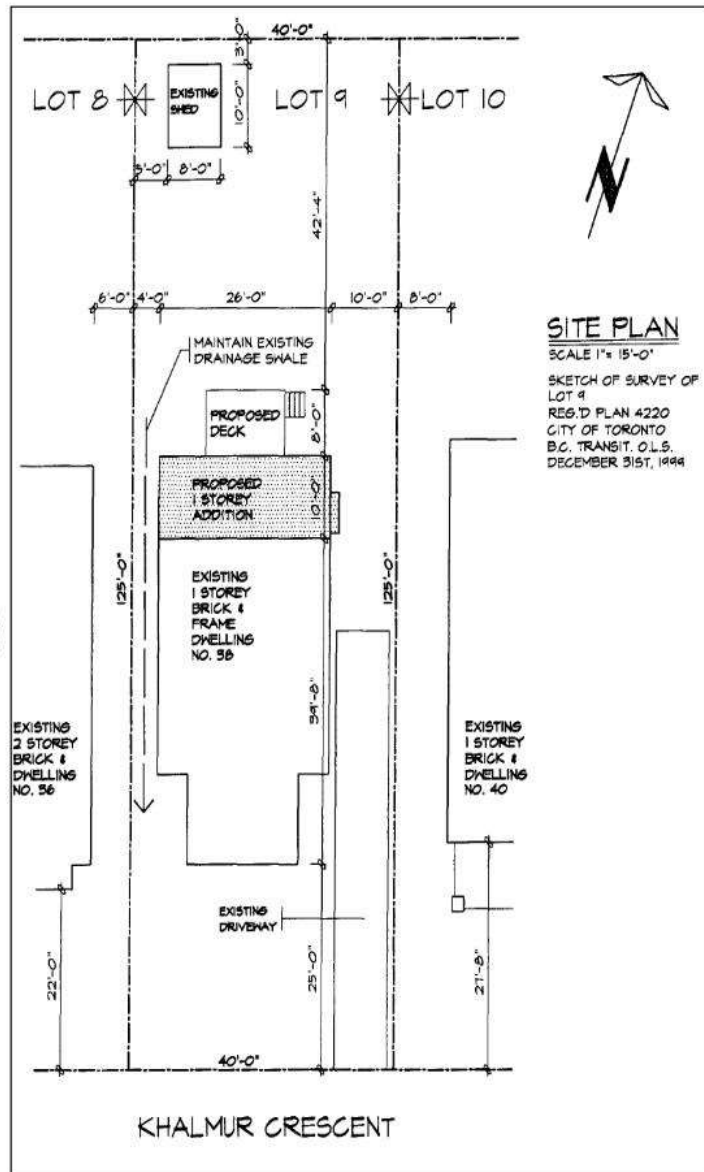 40'-0"
3'-0"
LOT 8
EXISTING
SHED
10'-0"
LOT 9
LOT 10
N
8'-0"
42'-4"
6'-0"
4'-0"
26'-0"
10'-0"
8'-0"
SITE PLAN
SCALE 1"= 15'-0"
SKETCH OF SURVEY OF
LOT 9
REG'D PLAN 4220
CITY OF TORONTO
B.C. TRANSIT. O.L.S.
DECEMBER 31ST, 1999
MAINTAIN EXISTING
DRAINAGE SWALE
PROPOSED
DECK
8'-0"
PROPOSED
1 STOREY
ADDITION
10'-0"
125'-0"
EXISTING
1 STOREY
BRICK &
FRAME
DWELLING
NO. 38
125'-0"
39'-8"
EXISTING
2 STOREY
BRICK &
DWELLING
NO. 36
EXISTING
1 STOREY
BRICK &
DWELLING
NO. 40
EXISTING
DRIVEWAY
22'-0"
25'-0"
27'-8"
40'-0"
KHALMUR CRESCENT